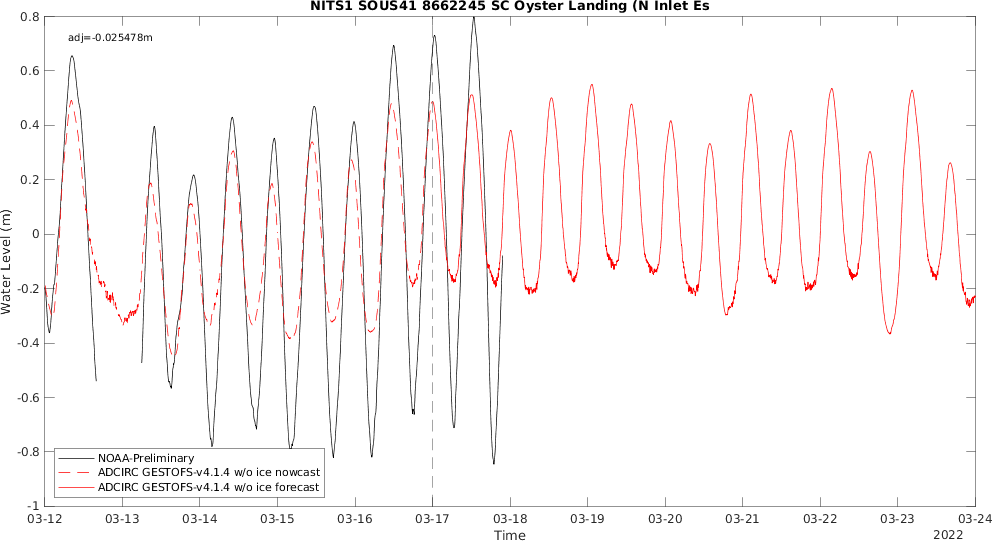 NITS1 SOUS41 8662245 SC Oyster Landing (N Inlet Es
adj=-0.025478m
0.8
0.6
0.4
0.2
0
-0.2
-0.4
-0.6
-0.8
-1
Water Level (m)
NOAA-Preliminary
ADCIRC GESTOFS-v4.1.4 w/o ice nowcast
ADCIRC GESTOFS-v4.1.4 w/o ice forecast
03-12 03-13 03-14 03-15 03-16 03-17 03-18 03-19 03-20 03-21 03-22 03-23 03-24
Time
2022